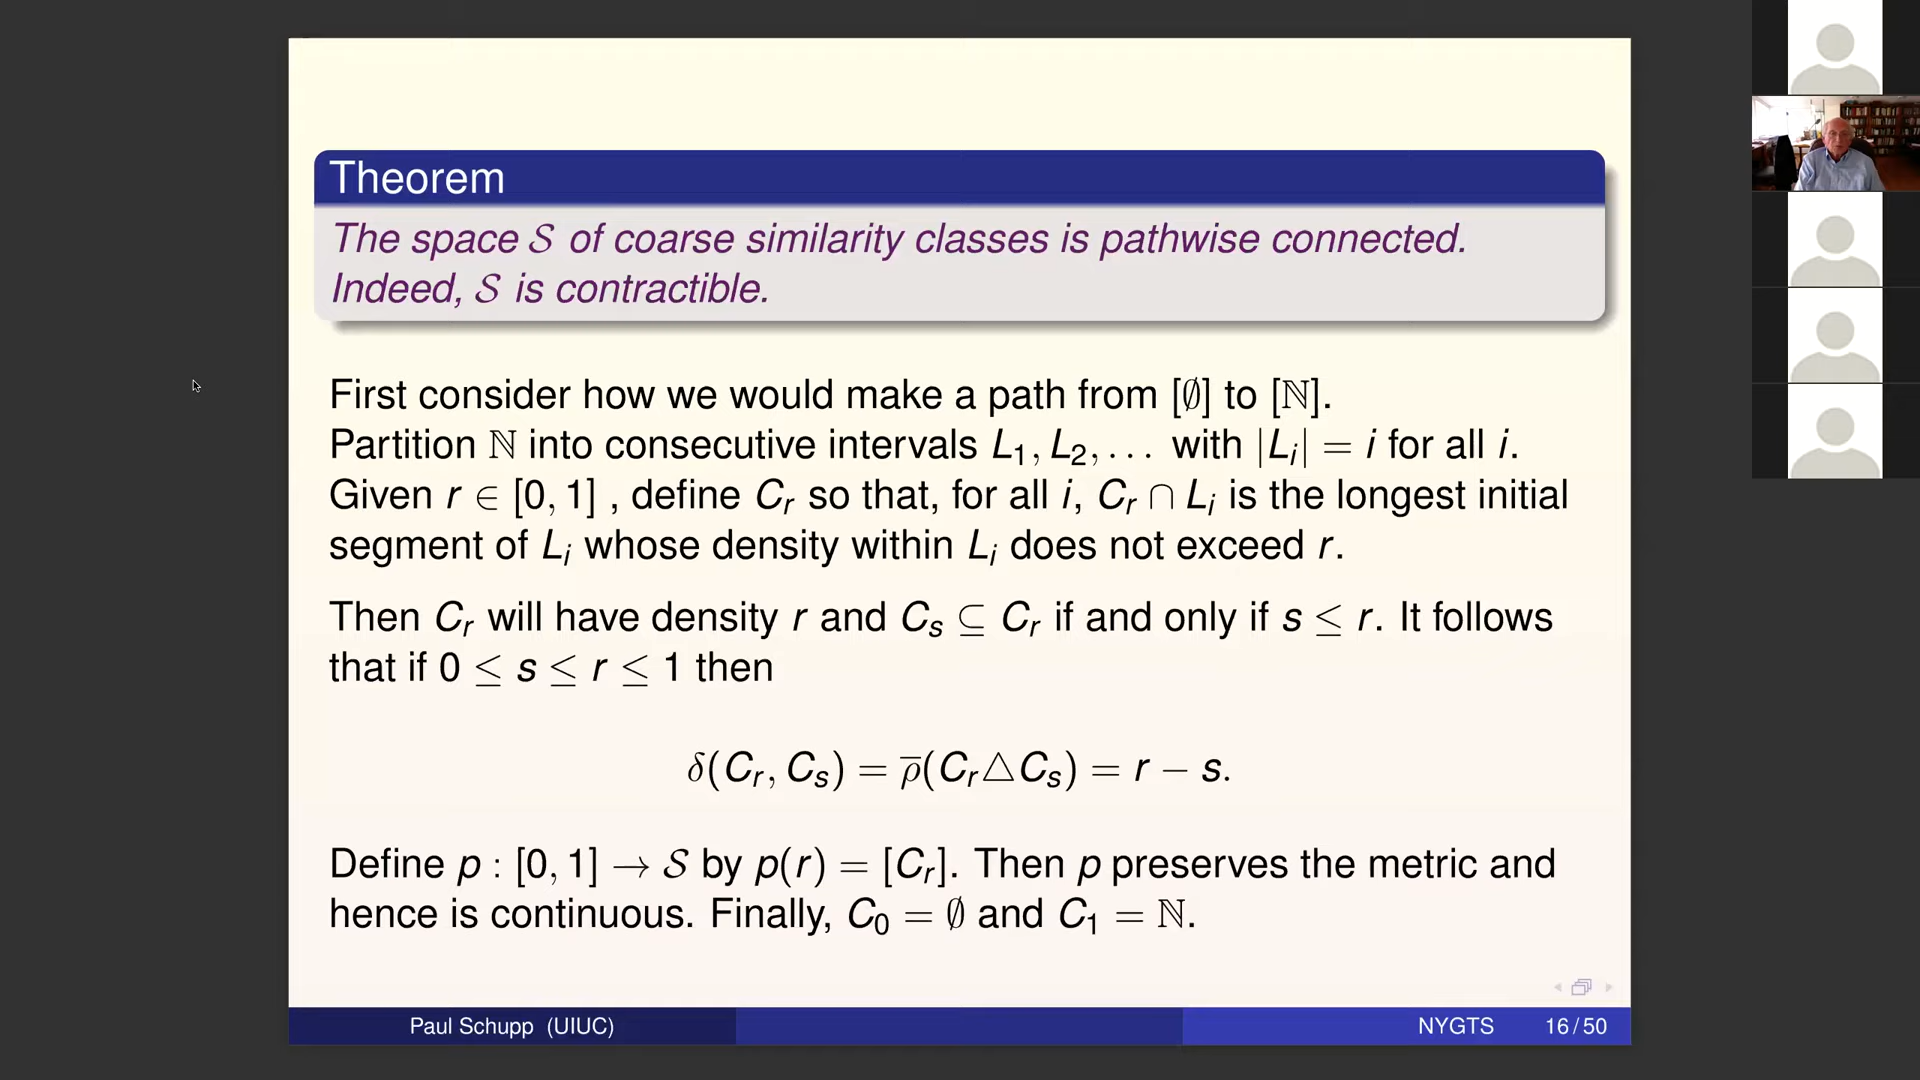 Theorem
The space 𝒮 of coarse similarity classes is pathwise connected.
Indeed, 𝒮 is contractible.
First consider how we would make a path from [∅] to [ℕ].
Partition ℕ into consecutive intervals L₁, L₂, . . . with |Lᵢ| = i for all i.
Given r ∈ [0, 1] , define Cᵣ so that, for all i, Cᵣ ∩ Lᵢ is the longest initial
segment of Lᵢ whose density within Lᵢ does not exceed r.
Then Cᵣ will have density r and Cₛ ⊆ Cᵣ if and only if s ≤ r. It follows
that if 0 ≤ s ≤ r ≤ 1 then
δ(Cᵣ, Cₛ) = ρ̅(Cᵣ△Cₛ) = r − s.
Define p : [0, 1] → 𝒮 by p(r) = [Cᵣ]. Then p preserves the metric and
hence is continuous. Finally, C₀ = ∅ and C₁ = ℕ.
Paul Schupp (UIUC) NYGTS 16/50